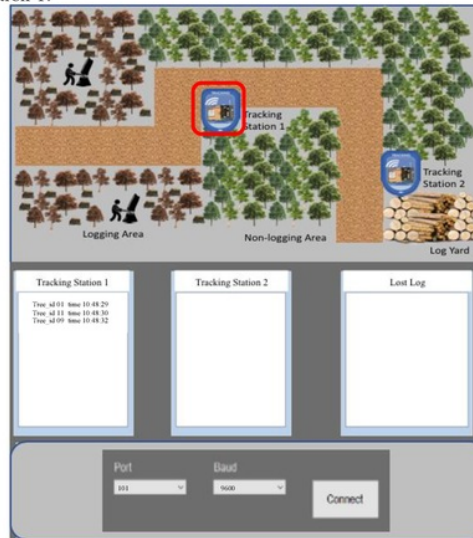 Tracking
Station 1
Tracking
Station 2
Logging Area
Non-logging Area
Log Yard
Tracking Station 1
Tree_id 01 time 10:48:29
Tree_id 11 time 10:48:30
Tree_id 09 time 10:48:32
Tracking Station 2
Lost Log
Port
Baud
101
9600
Connect